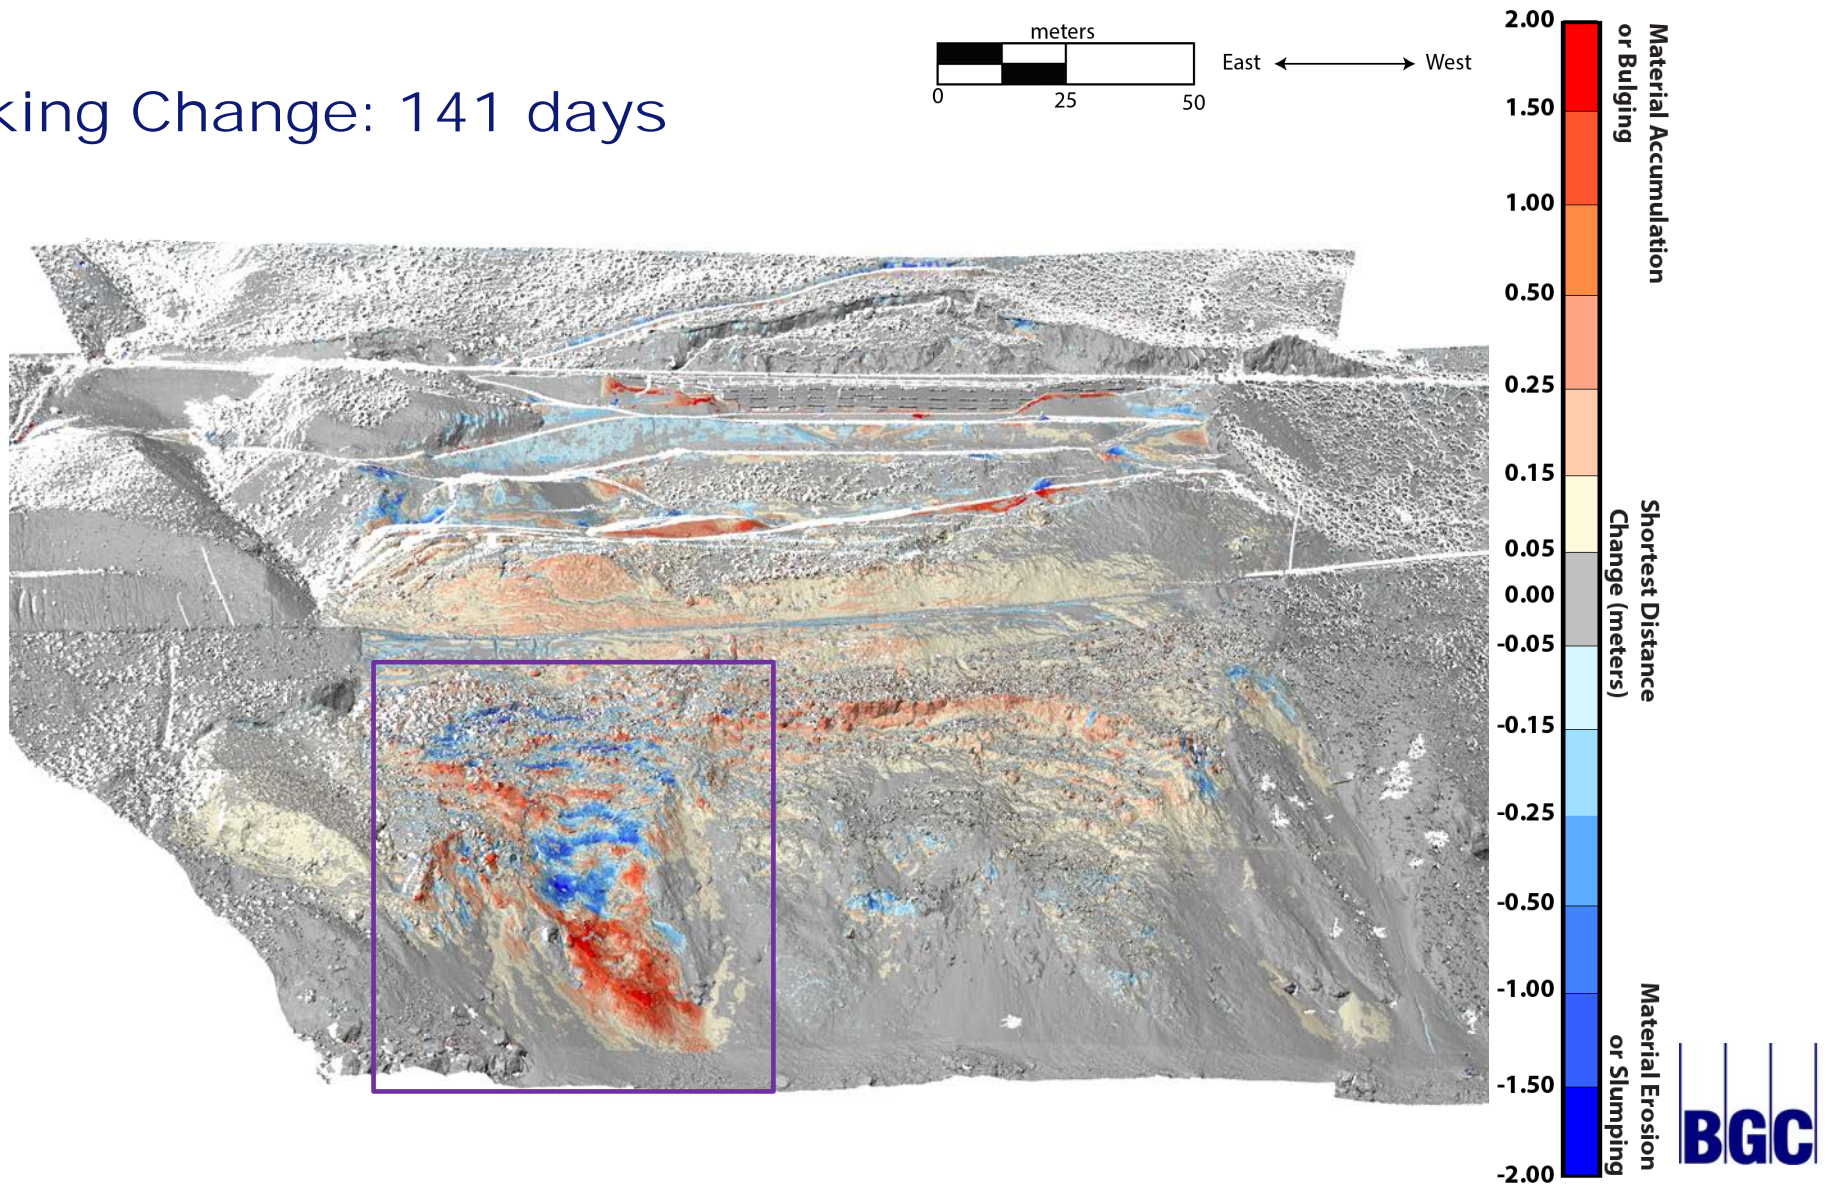 king Change: 141 days
meters
0 25 50
East West
2.00
1.50
1.00
0.50
0.25
0.15
0.05
0.00
-0.05
-0.15
-0.25
-0.50
-1.00
-1.50
-2.00
Material Accumulation
or Bulging
Shortest Distance
Change (meters)
Material Erosion
or Slumping
BGC